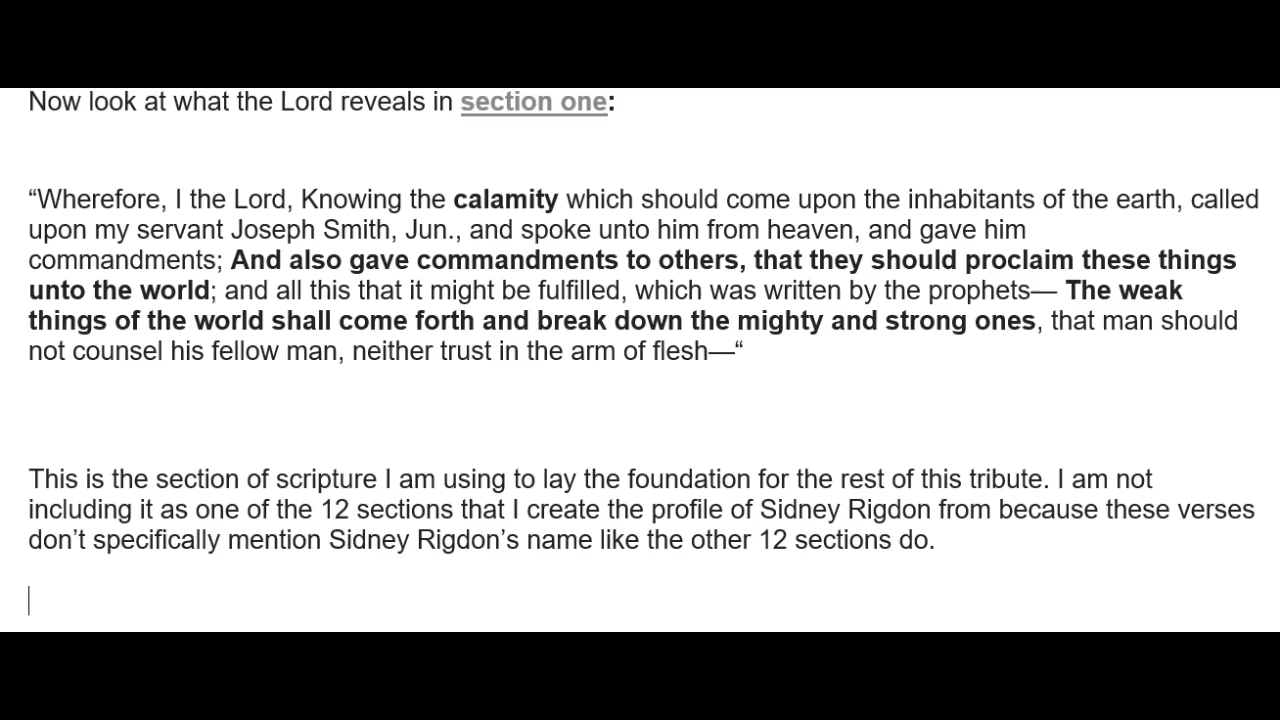 Now look at what the Lord reveals in section one:
“Wherefore, I the Lord, Knowing the calamity which should come upon the inhabitants of the earth, called
upon my servant Joseph Smith, Jun., and spoke unto him from heaven, and gave him
commandments; And also gave commandments to others, that they should proclaim these things
unto the world; and all this that it might be fulfilled, which was written by the prophets— The weak
things of the world shall come forth and break down the mighty and strong ones, that man should
not counsel his fellow man, neither trust in the arm of flesh—“
This is the section of scripture I am using to lay the foundation for the rest of this tribute. I am not
including it as one of the 12 sections that I create the profile of Sidney Rigdon from because these verses
don’t specifically mention Sidney Rigdon’s name like the other 12 sections do.